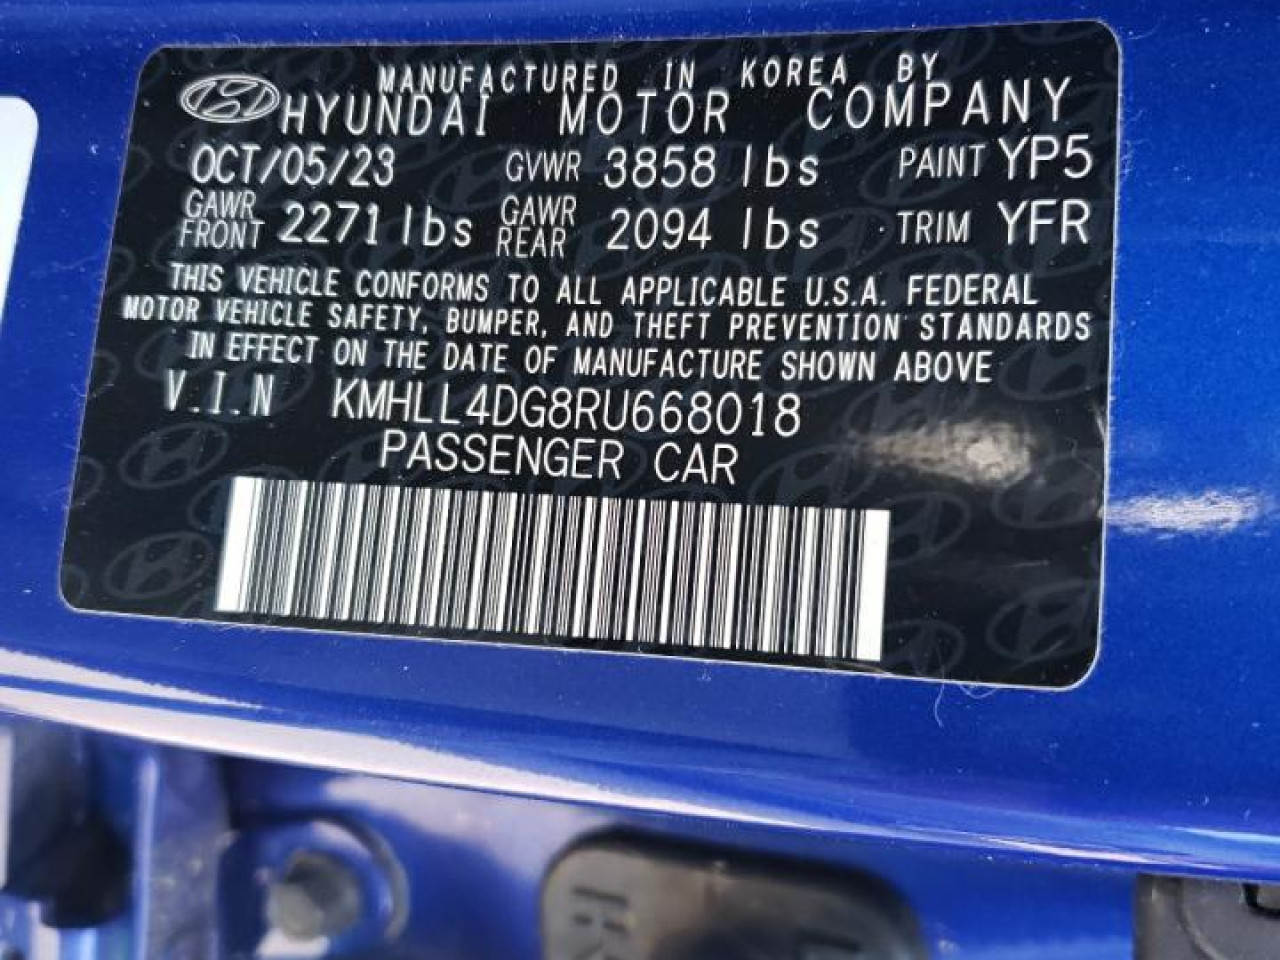 MANUFACTURED IN KOREA BY
HYUNDAI MOTOR COMPANY
OCT/05/23 GVWR 3858 lbs PAINT YP5
GAWR FRONT 2271 lbs GAWR REAR 2094 lbs TRIM YFR
THIS VEHICLE CONFORMS TO ALL APPLICABLE U.S.A. FEDERAL
MOTOR VEHICLE SAFETY, BUMPER, AND THEFT PREVENTION STANDARDS
IN EFFECT ON THE DATE OF MANUFACTURE SHOWN ABOVE
V.I.N KMHLL4DG8RU668018
PASSENGER CAR